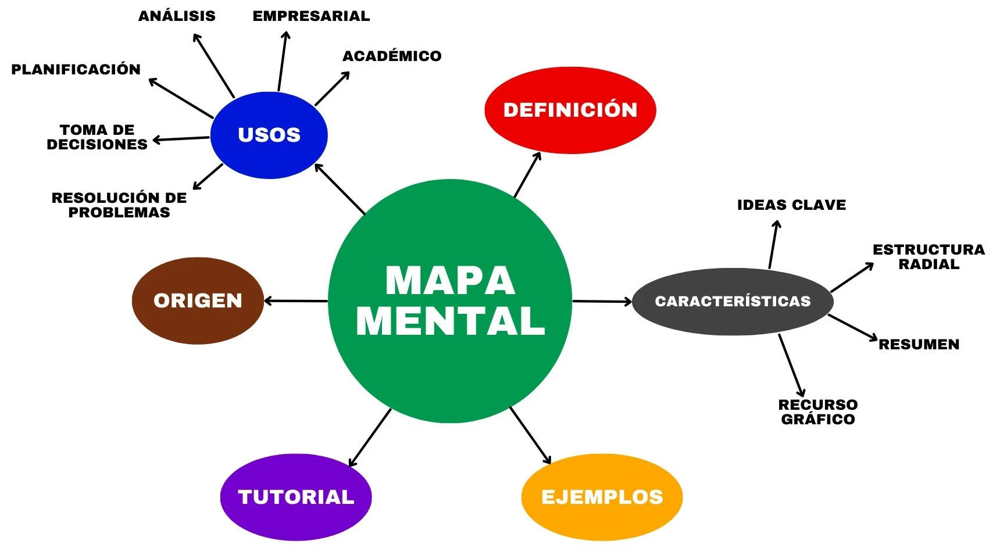 ANÁLISIS
EMPRESARIAL
ACADÉMICO
PLANIFICACIÓN
TOMA DE
DECISIONES
RESOLUCIÓN DE
PROBLEMAS
USOS
DEFINICIÓN
MAPA
MENTAL
IDEAS CLAVE
ESTRUCTURA
RADIAL
CARACTERÍSTICAS
RESUMEN
RECURSO
GRÁFICO
ORIGEN
TUTORIAL
EJEMPLOS